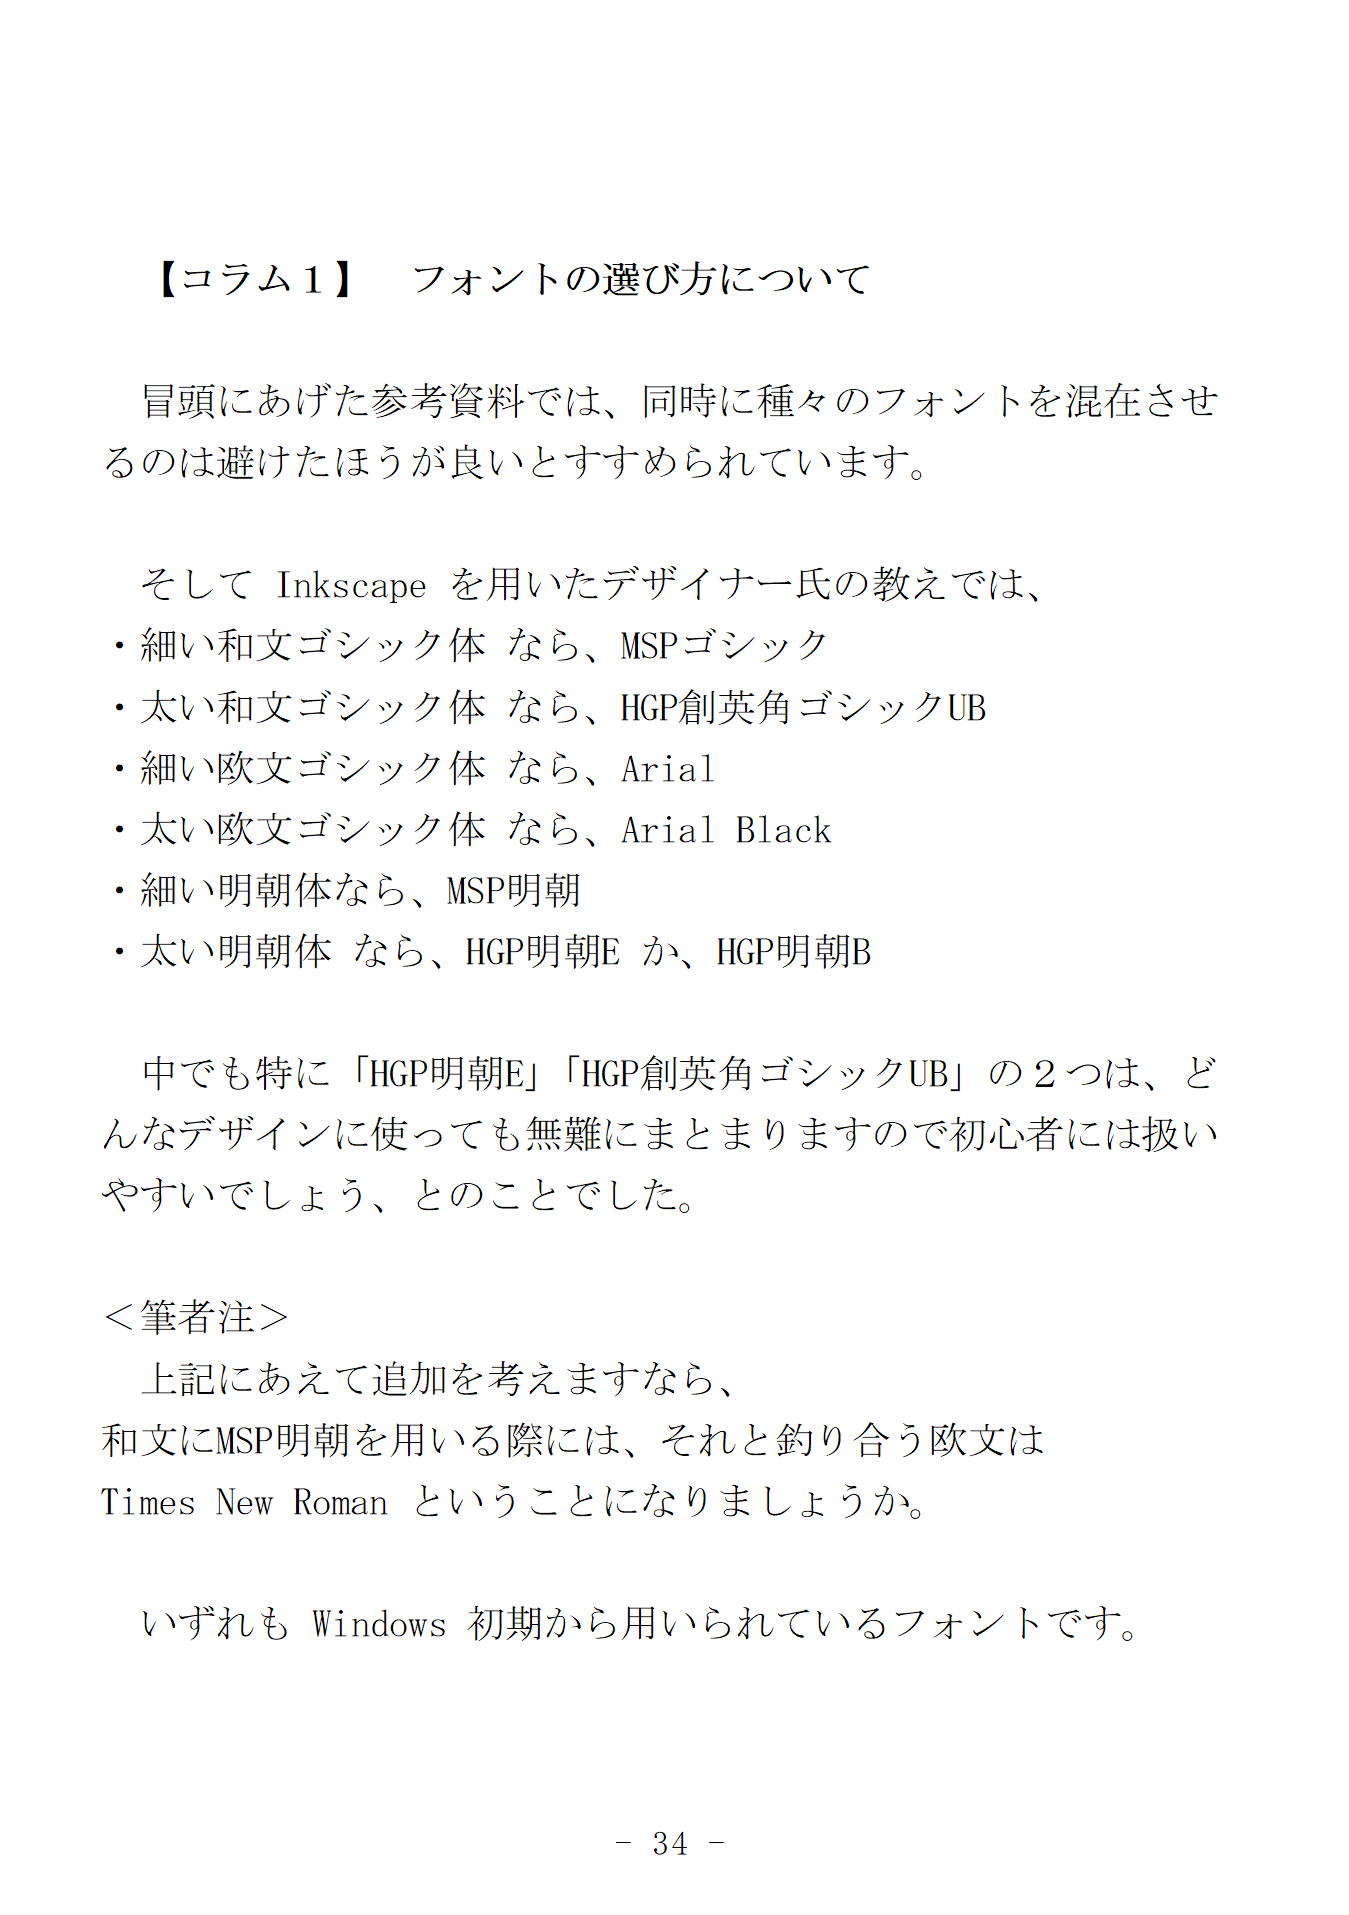 【コラム１】　フォントの選び方について
　冒頭にあげた参考資料では、同時に種々のフォントを混在させ
るのは避けたほうが良いとすすめられています。
　そして Inkscape を用いたデザイナー氏の教えでは、
・細い和文ゴシック体 なら、MSPゴシック
・太い和文ゴシック体 なら、HGP創英角ゴシックUB
・細い欧文ゴシック体 なら、Arial
・太い欧文ゴシック体 なら、Arial Black
・細い明朝体なら、MSP明朝
・太い明朝体 なら、HGP明朝E か、HGP明朝B
　中でも特に「HGP明朝E」「HGP創英角ゴシックUB」の２つは、ど
んなデザインに使っても無難にまとまりますので初心者には扱い
やすいでしょう、とのことでした。
＜筆者注＞
　上記にあえて追加を考えますなら、
和文にMSP明朝を用いる際には、それと釣り合う欧文は
Times New Roman ということになりましょうか。
　いずれも Windows 初期から用いられているフォントです。
- 34 -